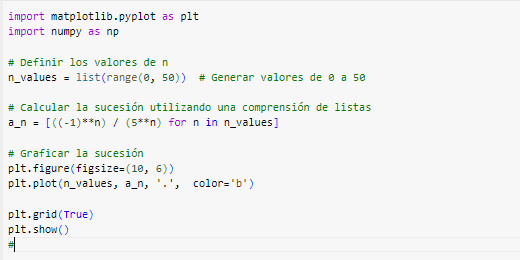 import matplotlib.pyplot as plt
import numpy as np
# Definir los valores de n
n_values = list(range(0, 50))  # Generar valores de 0 a 50
# Calcular la sucesión utilizando una comprensión de listas
a_n = [((-1)**n) / (5**n) for n in n_values]
# Graficar la sucesión
plt.figure(figsize=(10, 6))
plt.plot(n_values, a_n, '.',  color='b')
plt.grid(True)
plt.show()
#